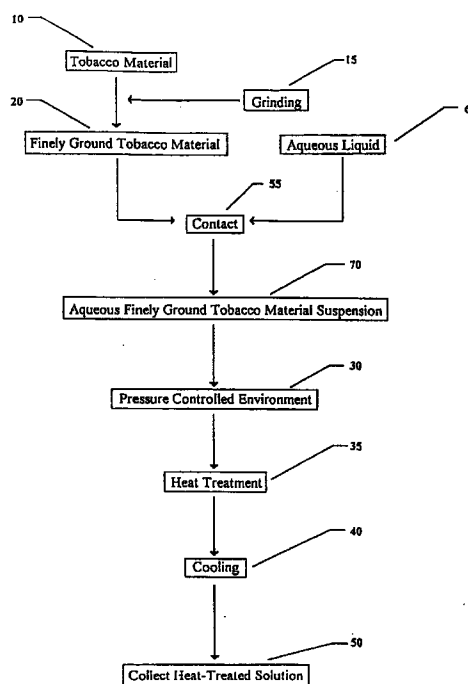 10
Tobacco Material
15
20
Grinding
Finely Ground Tobacco Material
Aqueous Liquid
55
Contact
70
Aqueous Finely Ground Tobacco Material Suspension
30
Pressure Controlled Environment
35
Heat Treatment
40
Cooling
50
Collect Heat-Treated Solution